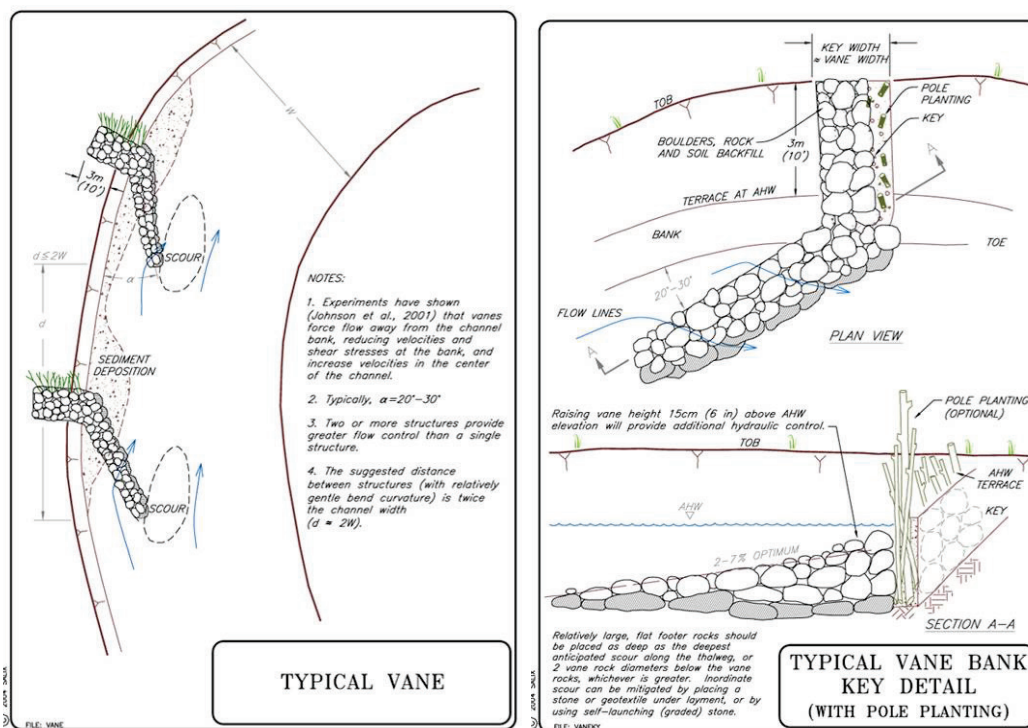 W
3m
(10')
d≤2W
SCOUR
α
d
SEDIMENT
DEPOSITION
SCOUR
NOTES:
1. Experiments have shown
(Johnson et al., 2001) that vanes
force flow away from the channel
bank, reducing velocities and
shear stresses at the bank, and
increase velocities in the center
of the channel.
2. Typically, α=20°-30°
3. Two or more structures provide
greater flow control than a single
structure.
4. The suggested distance
between structures (with relatively
gentle bend curvature) is twice
the channel width
(d ≈ 2W).
TYPICAL VANE
© 2004 SALIX
FILE: VANE
KEY WIDTH
≈ VANE WIDTH
TOB
POLE
PLANTING
KEY
BOULDERS, ROCK
AND SOIL BACKFILL
3m
(10')
A
TERRACE AT AHW
BANK
TOE
20°-30°
FLOW LINES
A
PLAN VIEW
POLE PLANTING
(OPTIONAL)
Raising vane height 15cm (6 in) above AHW
elevation will provide additional hydraulic control.
TOB
AHW
TERRACE
KEY
AHW
2-7% OPTIMUM
SECTION A-A
Relatively large, flat footer rocks should
be placed as deep as the deepest
anticipated scour along the thalweg, or
2 vane rock diameters below the vane
rocks, whichever is greater. Inordinate
scour can be mitigated by placing a
stone or geotextile under layment, or by
using self-launching (graded) stone.
TYPICAL VANE BANK
KEY DETAIL
(WITH POLE PLANTING)
© 2004 SALIX
FILE: VANEKY